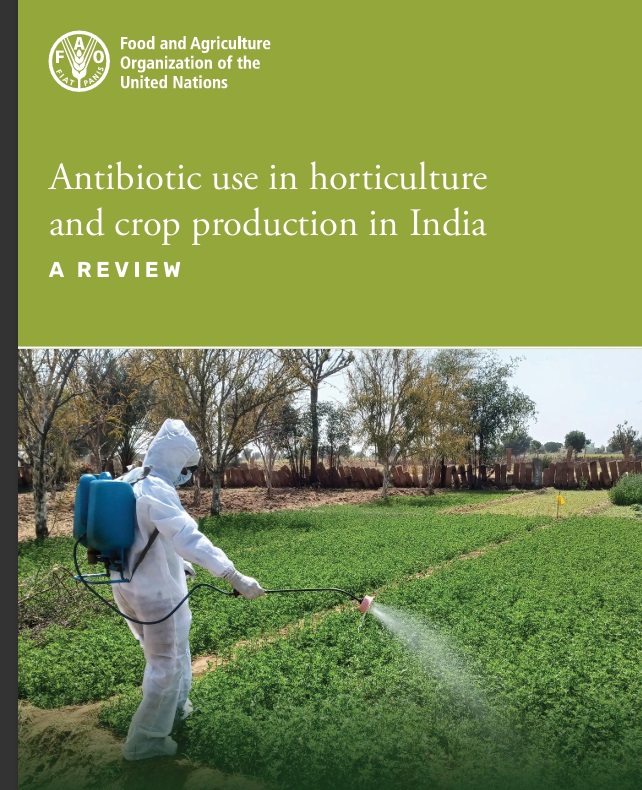 F A O
FIAT PANIS
Food and Agriculture
Organization of the
United Nations
Antibiotic use in horticulture
and crop production in India
A REVIEW